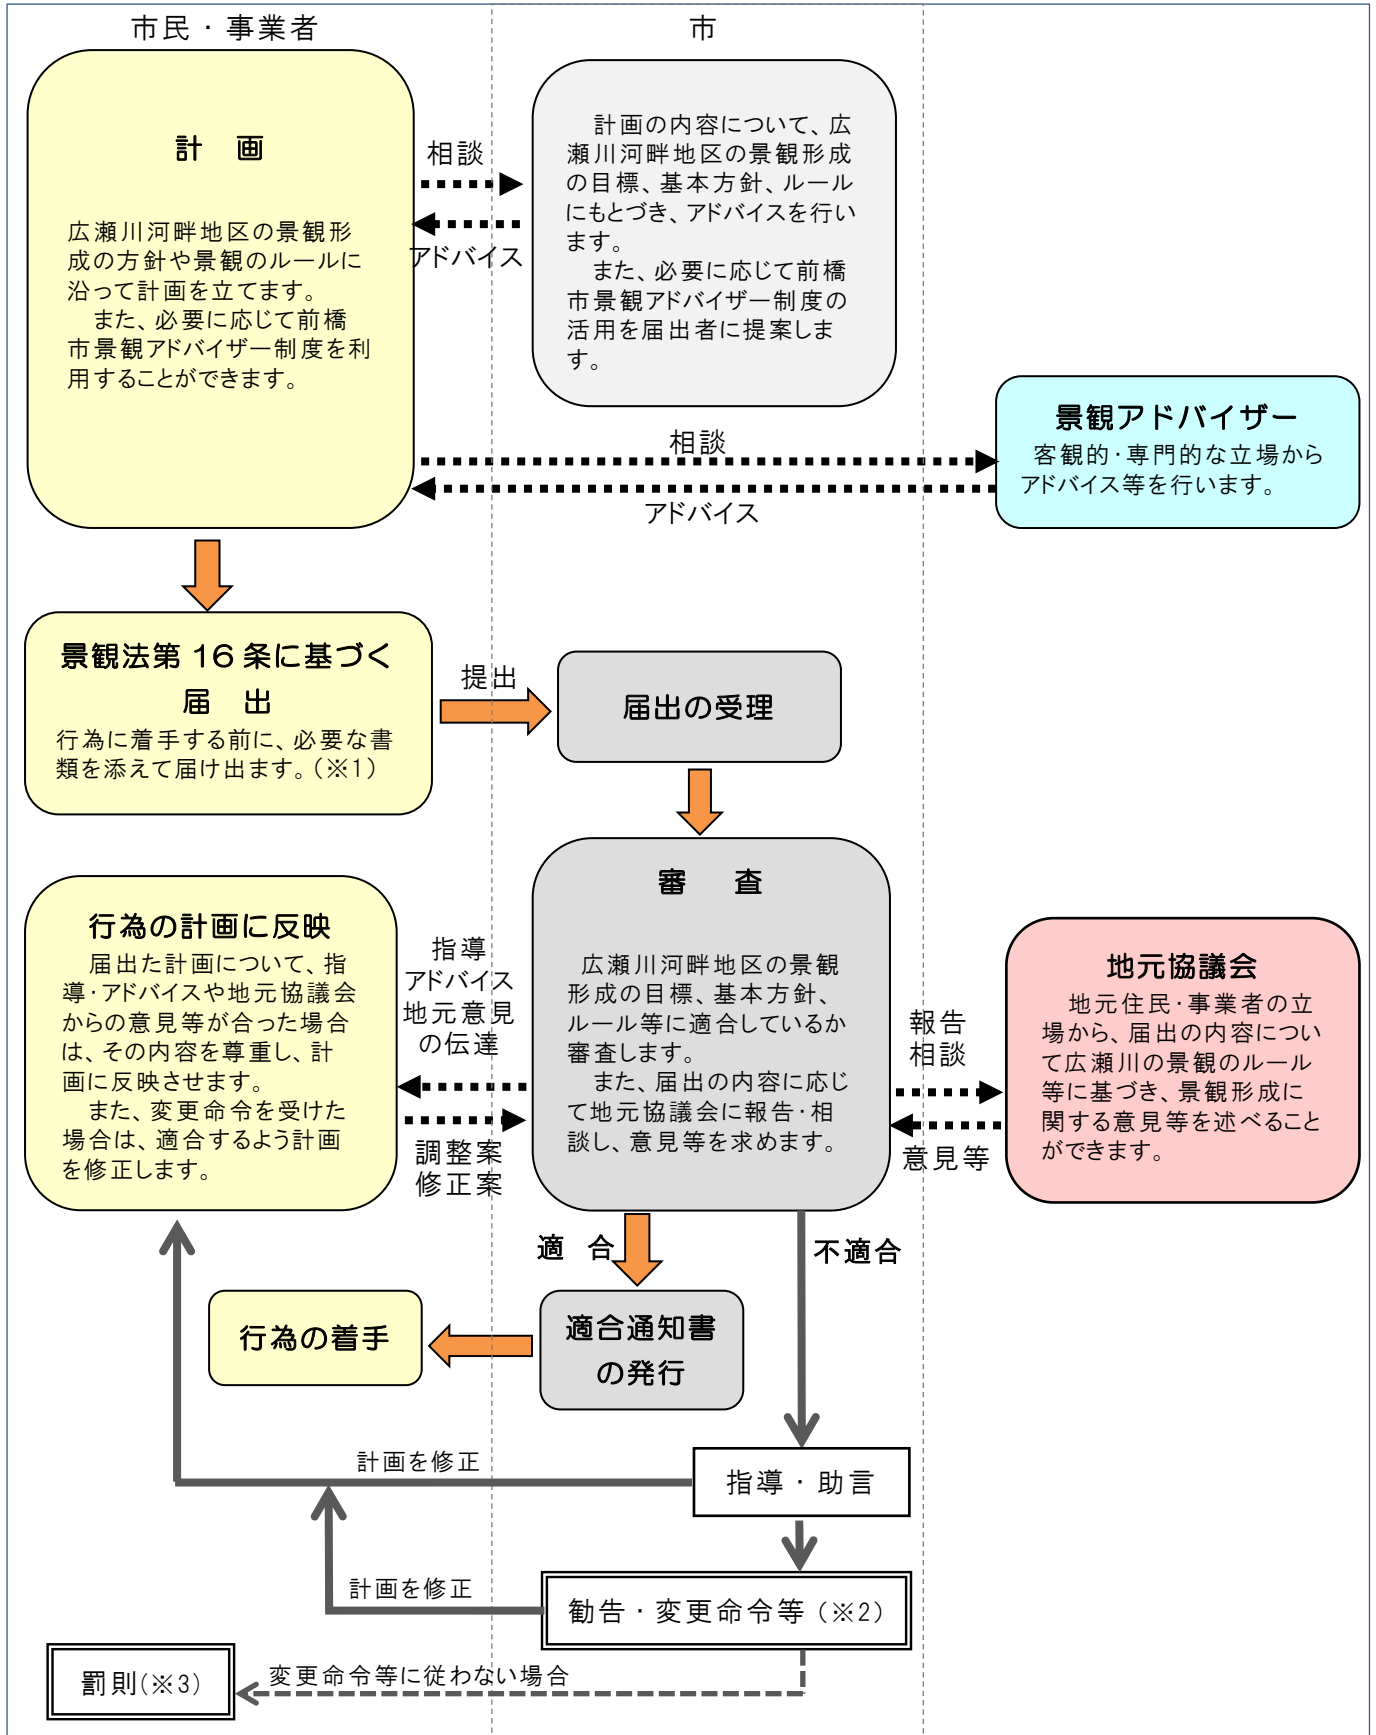 市民・事業者
市
計　画
広瀬川河畔地区の景観形
成の方針や景観のルールに
沿って計画を立てます。
　また、必要に応じて前橋
市景観アドバイザー制度を利
用することができます。
相談
アドバイス
　計画の内容について、広
瀬川河畔地区の景観形成
の目標、基本方針、ルール
にもとづき、アドバイスを行い
ます。
　また、必要に応じて前橋
市景観アドバイザー制度の
活用を届出者に提案しま
す。
相談
アドバイス
景観アドバイザー
客観的・専門的な立場から
アドバイス等を行います。
景観法第 16 条に基づく
届　出
行為に着手する前に、必要な書
類を添えて届け出ます。（※1）
提出
届出の受理
審　査
広瀬川河畔地区の景観
形成の目標、基本方針、
ルール等に適合しているか
審査します。
　また、届出の内容に応じ
て地元協議会に報告・相
談し、意見等を求めます。
行為の計画に反映
　届出た計画について、指
導・アドバイスや地元協議会
からの意見等が合った場合
は、その内容を尊重し、計
画に反映させます。
　また、変更命令を受けた
場合は、適合するよう計画
を修正します。
指導
アドバイス
地元意見
の伝達
調整案
修正案
報告
相談
意見等
地元協議会
　地元住民・事業者の立
場から、届出の内容につい
て広瀬川の景観のルール
等に基づき、景観形成に
関する意見等を述べること
ができます。
適　合
不適合
行為の着手
適合通知書
の発行
計画を修正
指導・助言
計画を修正
勧告・変更命令等（※2）
変更命令等に従わない場合
罰則(※3)